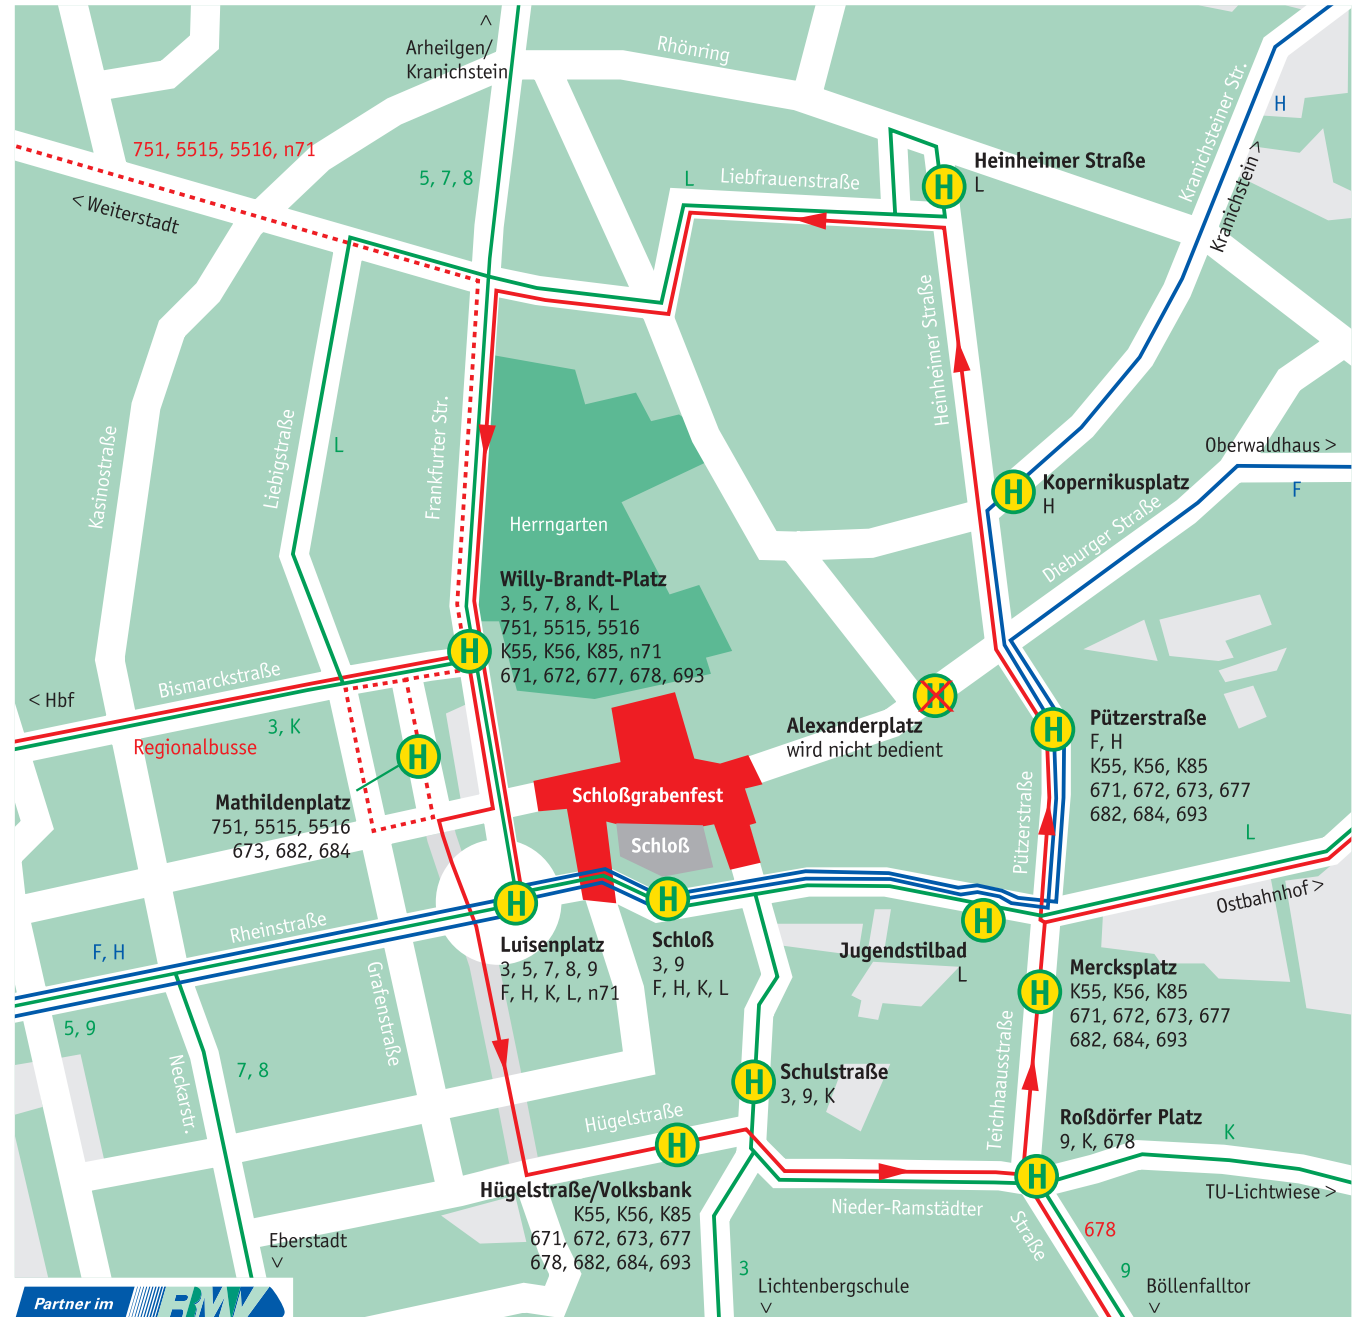 ^
Arheilgen/
Kranichstein
Rhönring
Kranichsteiner Str.
H
Kranichstein >
751, 5515, 5516, n71
5, 7, 8
< Weiterstadt
L
Liebfrauenstraße
Heinheimer Straße
L
Heinheimer Straße
Kasinostraße
Liebigstraße
L
Frankfurter Str.
Herrngarten
Oberwaldhaus >
F
Kopernikusplatz
H
Dieburger Straße
Willy-Brandt-Platz
3, 5, 7, 8, K, L
751, 5515, 5516
K55, K56, K85, n71
671, 672, 677, 678, 693
H
H
H
H
Bismarckstraße
< Hbf
3, K
Regionalbusse
Alexanderplatz
wird nicht bedient
Pützerstraße
F, H
K55, K56, K85
671, 672, 673, 677
682, 684, 693
H
H
Mathildenplatz
751, 5515, 5516
673, 682, 684
Schloßgrabenfest
Schloß
Pützerstraße
L
Ostbahnhof >
Rheinstraße
F, H
5, 9
H
Luisenplatz
3, 5, 7, 8, 9
F, H, K, L, n71
H
Schloß
3, 9
F, H, K, L
H
Jugendstilbad
L
H
Mercksplatz
K55, K56, K85
671, 672, 673, 677
682, 684, 693
Grafenstraße
Neckarstr.
7, 8
H
Schulstraße
3, 9, K
Teichhausstraße
Hügelstraße
H
Roßdörfer Platz
9, K, 678
H
K
TU-Lichtwiese >
Hügelstraße/Volksbank
K55, K56, K85
671, 672, 673, 677
678, 682, 684, 693
Nieder-Ramstädter
Straße
678
9
3
Eberstadt
v
Lichtenbergschule
v
Böllenfalltor
v
Partner im
RMV